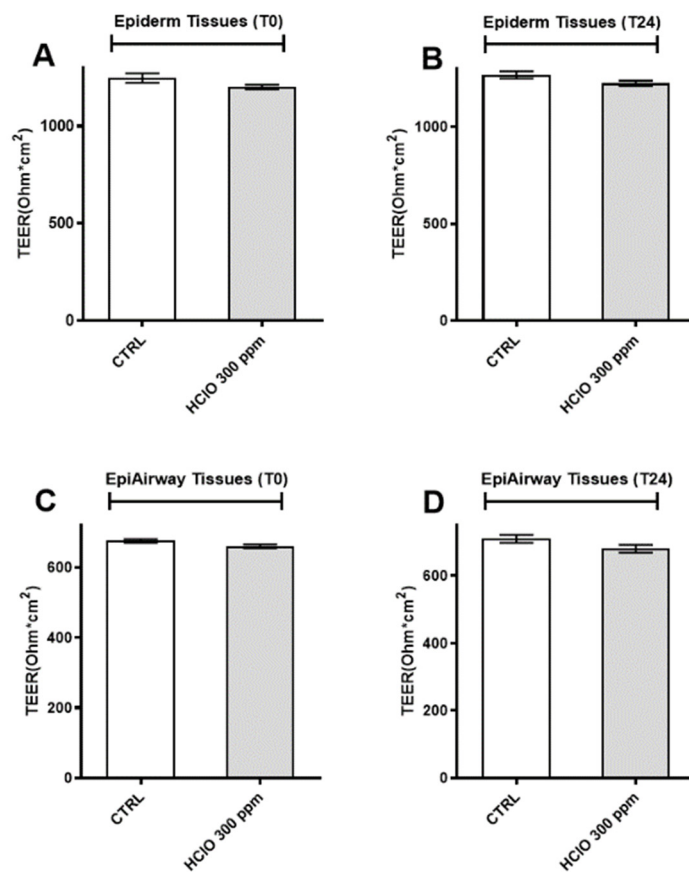 Epiderm Tissues (T0)
A
TEER(Ohm*cm²)
1000
500
0
CTRL
HClO 300 ppm
Epiderm Tissues (T24)
B
TEER(Ohm*cm²)
1000
500
0
CTRL
HClO 300 ppm
EpiAirway Tissues (T0)
C
TEER(Ohm*cm²)
600
400
200
0
CTRL
HClO 300 ppm
EpiAirway Tissues (T24)
D
TEER(Ohm*cm²)
600
400
200
0
CTRL
HClO 300 ppm